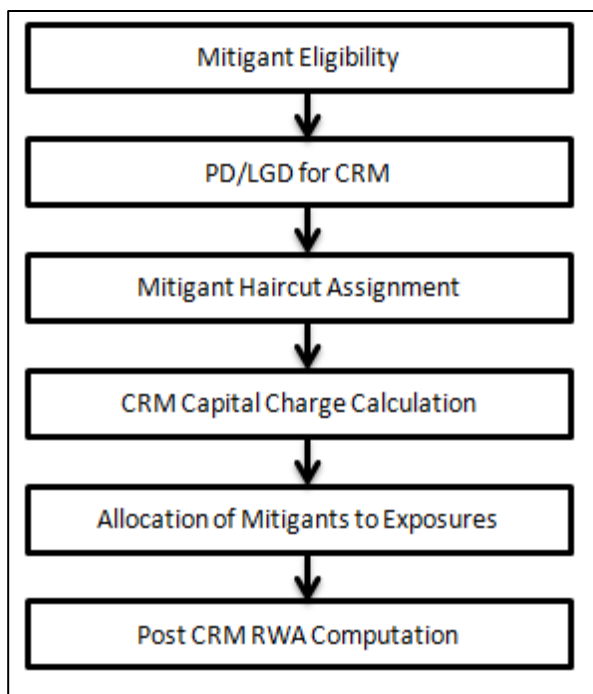 Mitigant Eligibility
PD/LGD for CRM
Mitigant Haircut Assignment
CRM Capital Charge Calculation
Allocation of Mitigants to Exposures
Post CRM RWA Computation